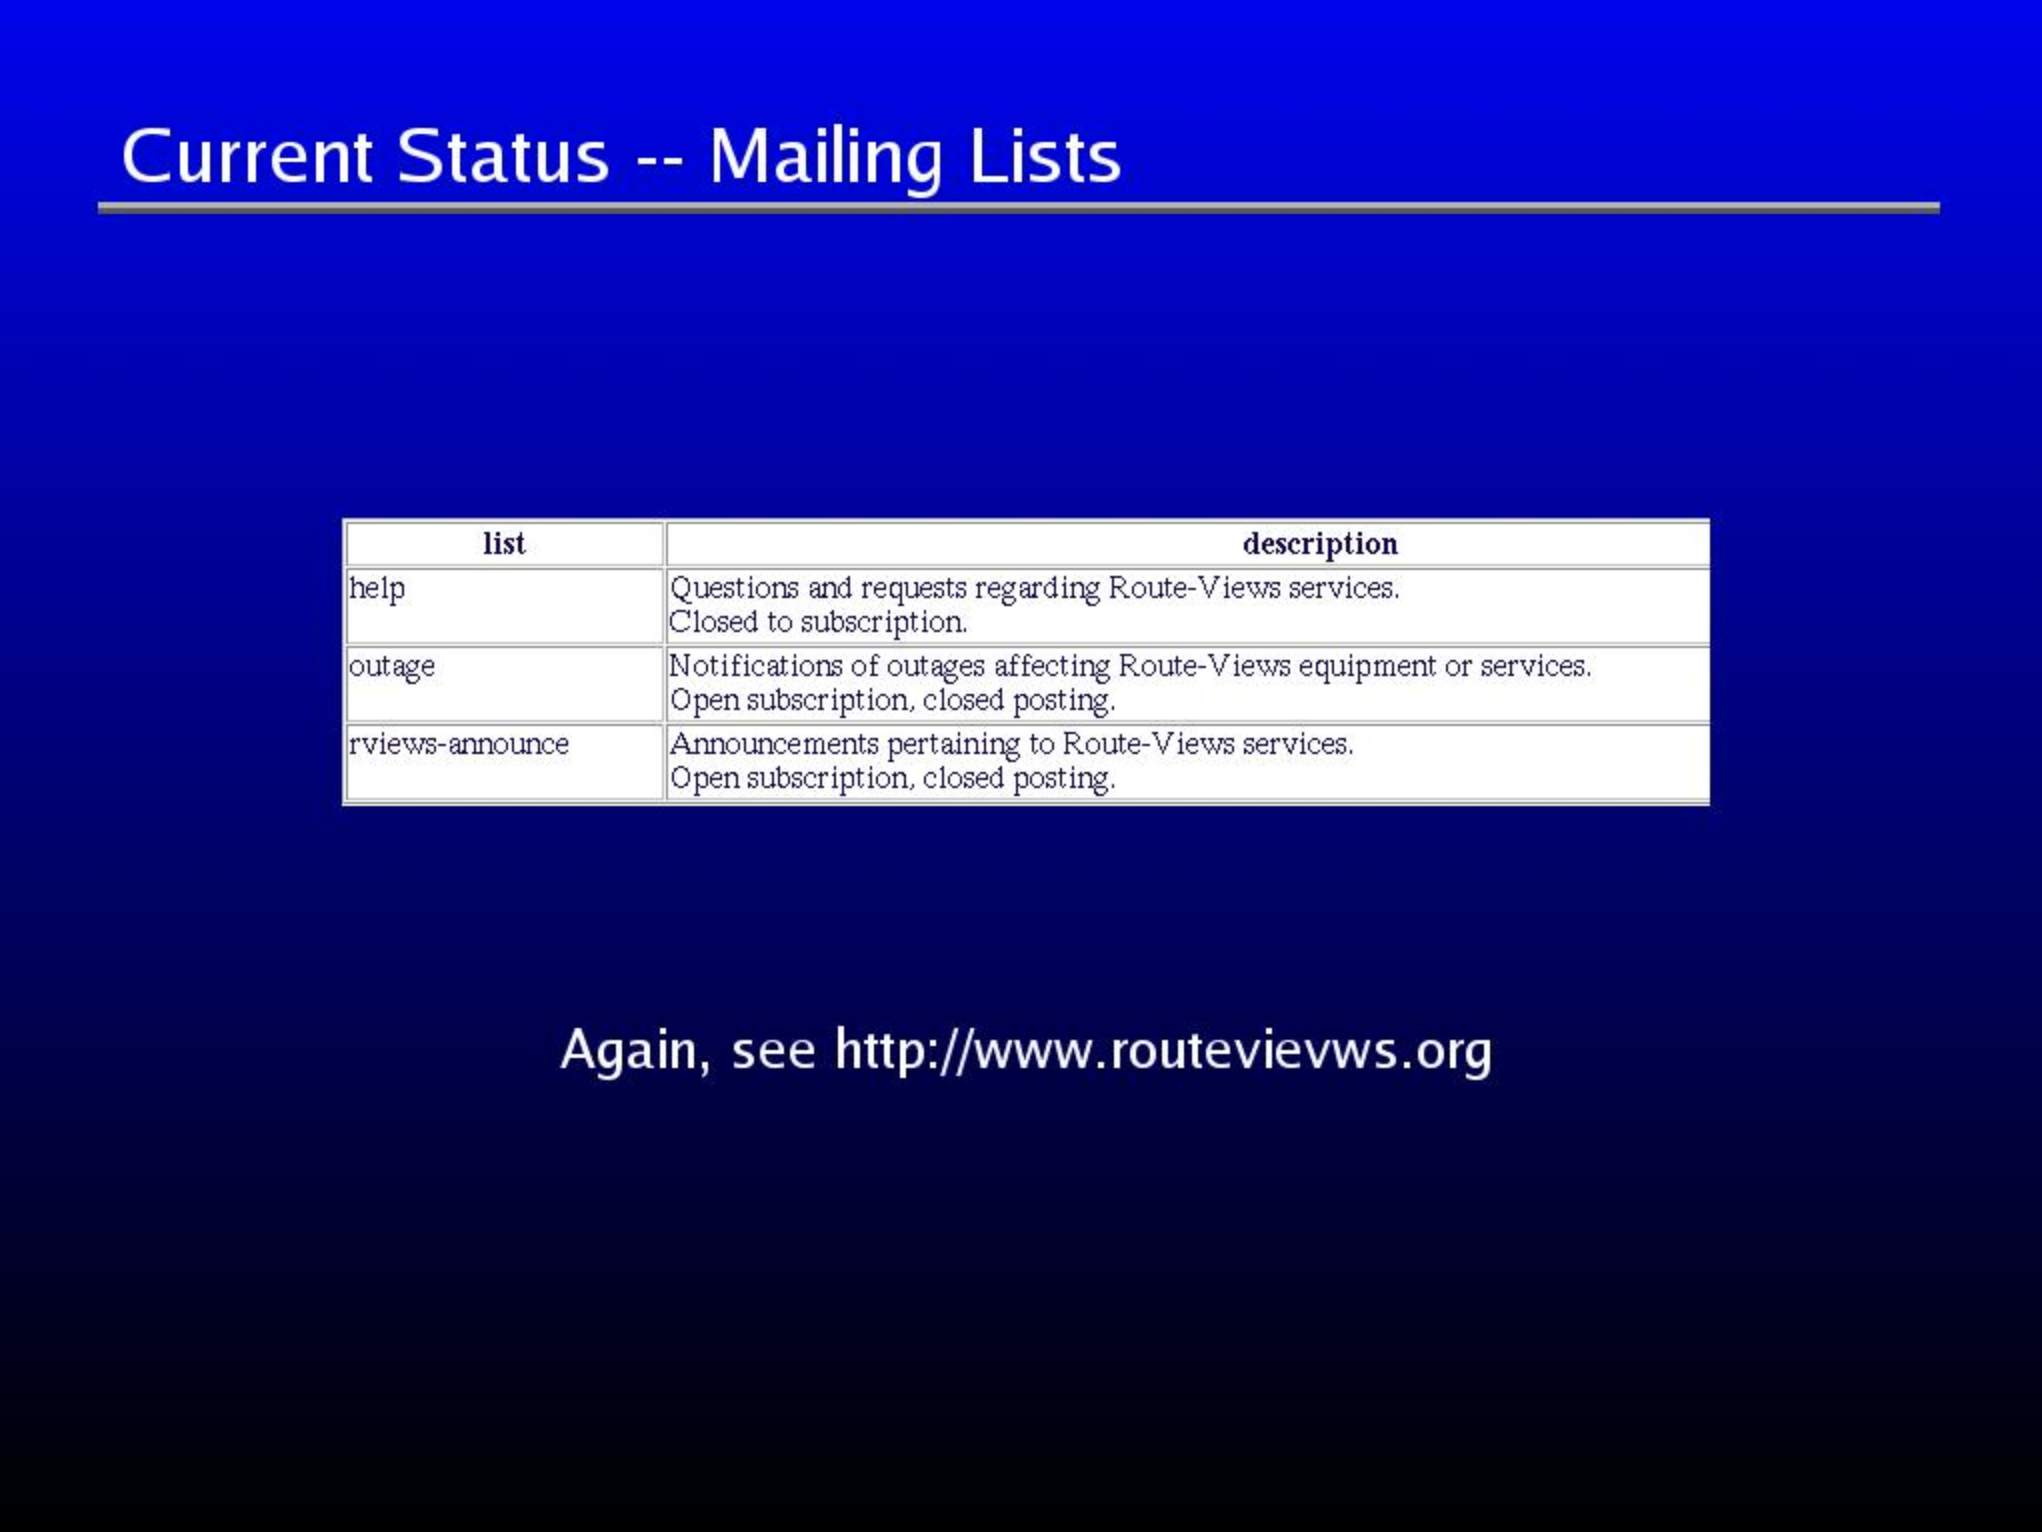 Current Status -- Mailing Lists
list description
help Questions and requests regarding Route-Views services.
Closed to subscription.
outage Notifications of outages affecting Route-Views equipment or services.
Open subscription, closed posting.
rviews-announce Announcements pertaining to Route-Views services.
Open subscription, closed posting.
Again, see http://www.routevievws.org